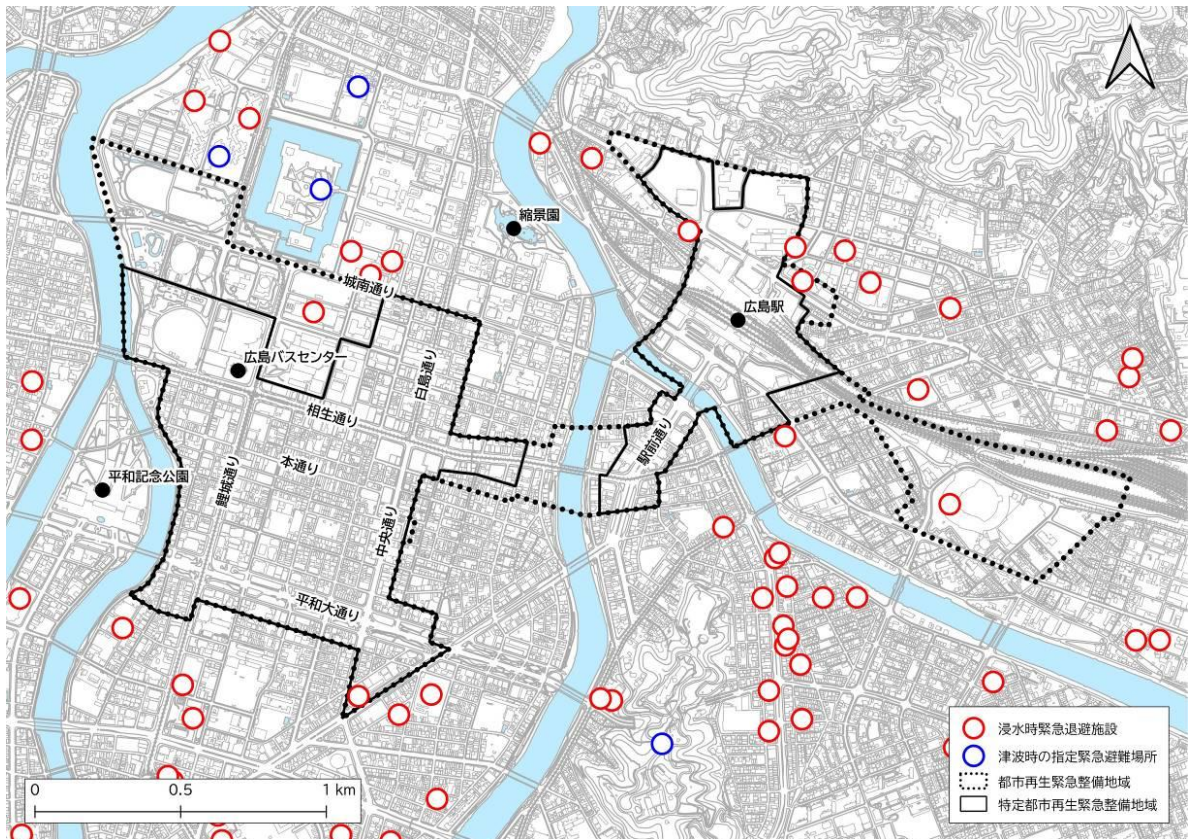 縮景園
城南通り
広島駅
広島バスセンター
白島通り
相生通り
駅前通り
本通り
鯉城通り
平和記念公園
中央通り
平和大通り
浸水時緊急退避施設
津波時の指定緊急避難場所
都市再生緊急整備地域
特定都市再生緊急整備地域
0 0.5 1 km